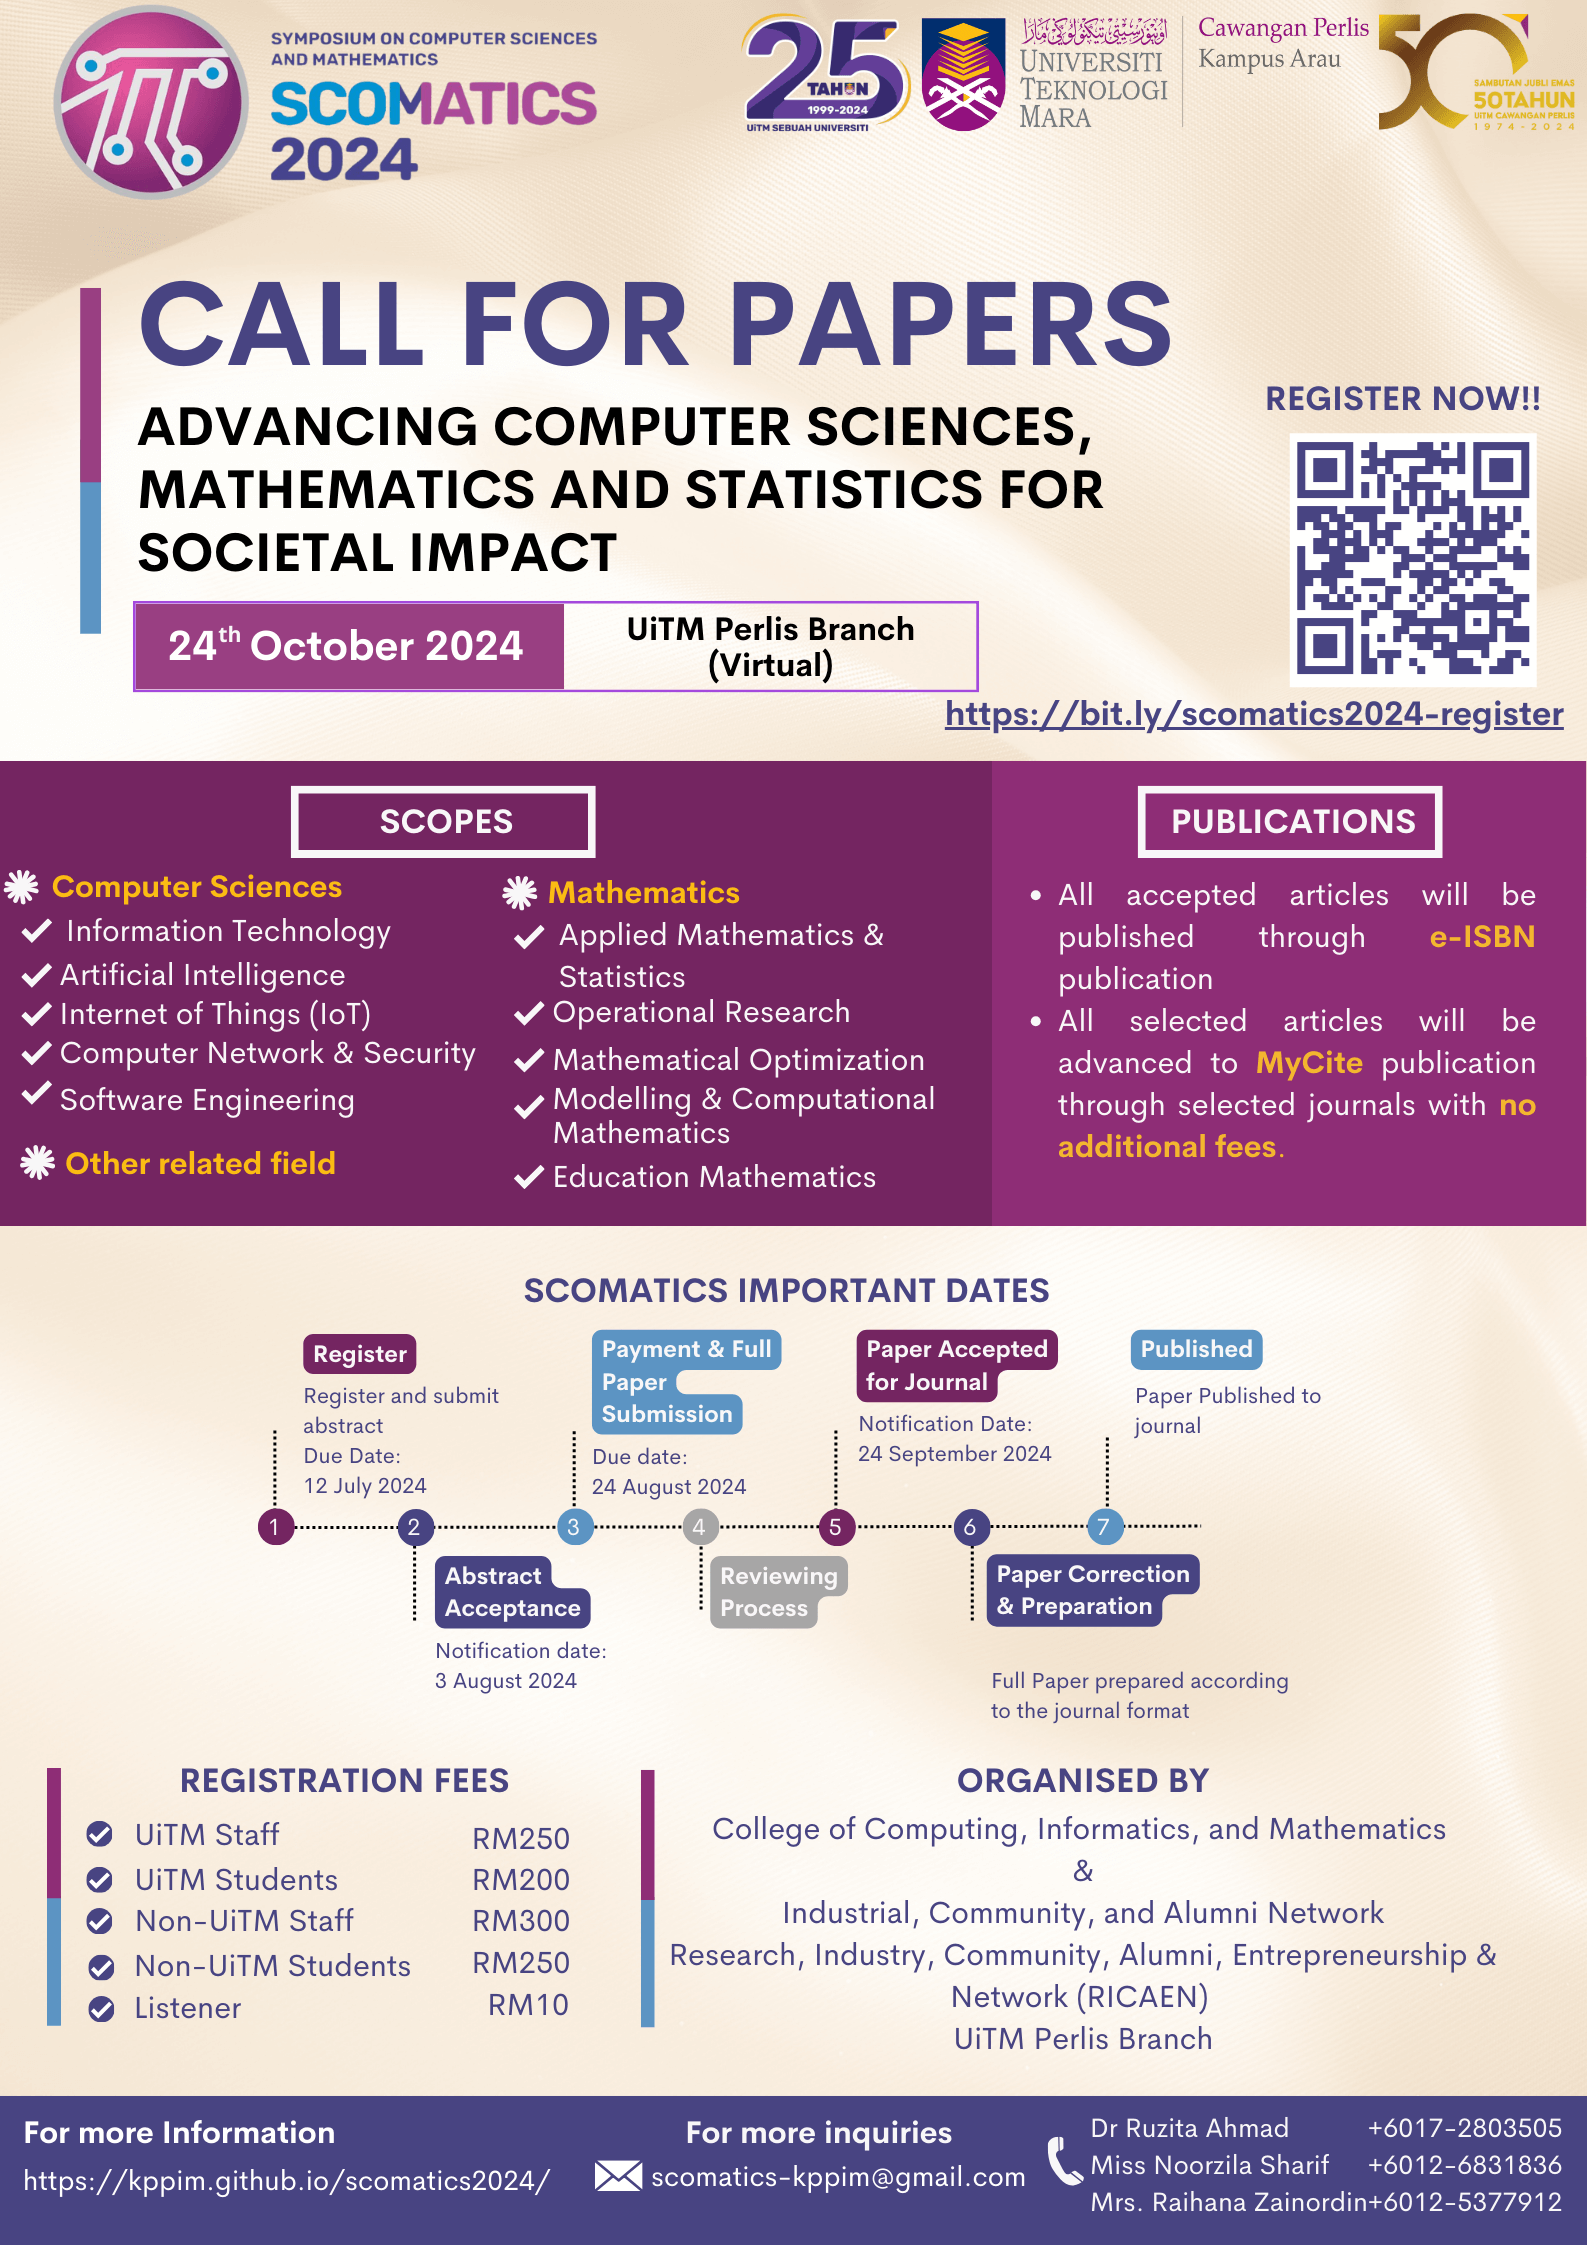 SYMPOSIUM ON COMPUTER SCIENCES
AND MATHEMATICS
SCOMATICS
2024
25
TAHUN
1999-2024
UiTM SEBUAH UNIVERSITI
UNIVERSITI
TEKNOLOGI
MARA
Cawangan Perlis
Kampus Arau
50
SAMBUTAN JUBLI EMAS
50TAHUN
UITM CAWANGAN PERLIS
1974-2024
CALL FOR PAPERS
ADVANCING COMPUTER SCIENCES,
MATHEMATICS AND STATISTICS FOR
SOCIETAL IMPACT
24th October 2024
UiTM Perlis Branch
(Virtual)
REGISTER NOW!!
https://bit.ly/scomatics2024-register
SCOPES
Computer Sciences
Information Technology
Artificial Intelligence
Internet of Things (IoT)
Computer Network & Security
Software Engineering
Other related field
Mathematics
Applied Mathematics &
Statistics
Operational Research
Mathematical Optimization
Modelling & Computational
Mathematics
Education Mathematics
PUBLICATIONS
All accepted articles will be
published through e-ISBN
publication
All selected articles will be
advanced to MyCite publication
through selected journals with no
additional fees.
SCOMATICS IMPORTANT DATES
Register
Register and submit
abstract
Due Date:
12 July 2024
Payment & Full
Paper
Submission
Due date:
24 August 2024
Paper Accepted
for Journal
Notification Date:
24 September 2024
Published
Paper Published to
journal
1
2
3
4
5
6
7
Abstract
Acceptance
Notification date:
3 August 2024
Reviewing
Process
Paper Correction
& Preparation
Full Paper prepared according
to the journal format
REGISTRATION FEES
UiTM Staff RM250
UiTM Students RM200
Non-UiTM Staff RM300
Non-UiTM Students RM250
Listener RM10
ORGANISED BY
College of Computing, Informatics, and Mathematics
&
Industrial, Community, and Alumni Network
Research, Industry, Community, Alumni, Entrepreneurship &
Network (RICAEN)
UiTM Perlis Branch
For more Information
https://kppim.github.io/scomatics2024/
For more inquiries
scomatics-kppim@gmail.com
Dr Ruzita Ahmad +6017-2803505
Miss Noorzila Sharif +6012-6831836
Mrs. Raihana Zainordin+6012-5377912